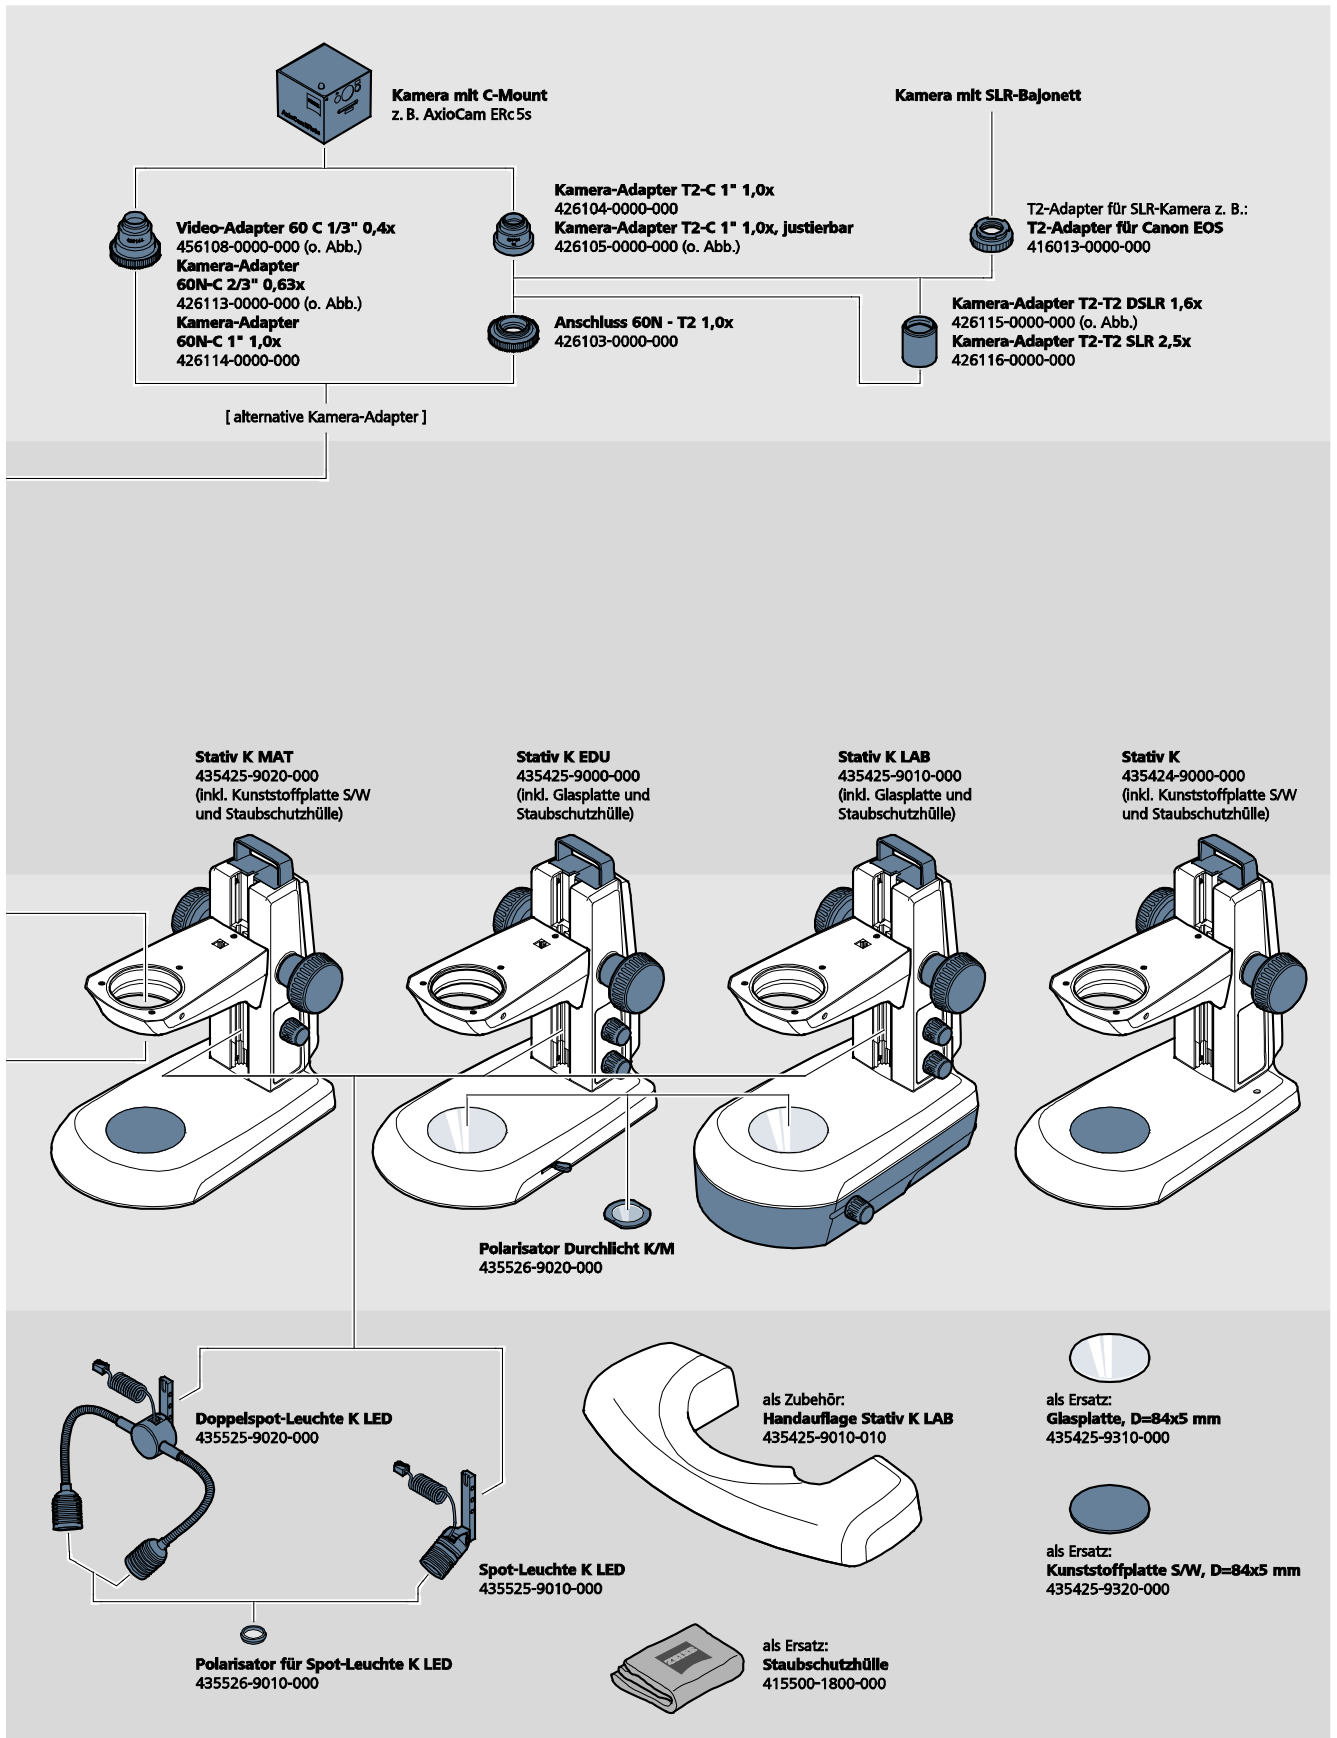 Kamera mit C-Mount
z. B. AxioCam ERc5s
Kamera mit SLR-Bajonett
Video-Adapter 60 C 1/3" 0,4x
456108-0000-000 (o. Abb.)
Kamera-Adapter
60N-C 2/3" 0,63x
426113-0000-000 (o. Abb.)
Kamera-Adapter
60N-C 1" 1,0x
426114-0000-000
Kamera-Adapter T2-C 1" 1,0x
426104-0000-000
Kamera-Adapter T2-C 1" 1,0x, justierbar
426105-0000-000 (o. Abb.)
T2-Adapter für SLR-Kamera z. B.:
T2-Adapter für Canon EOS
416013-0000-000
Anschluss 60N - T2 1,0x
426103-0000-000
Kamera-Adapter T2-T2 DSLR 1,6x
426115-0000-000 (o. Abb.)
Kamera-Adapter T2-T2 SLR 2,5x
426116-0000-000
[ alternative Kamera-Adapter ]
Stativ K MAT
435425-9020-000
(inkl. Kunststoffplatte S/W
und Staubschutzhülle)
Stativ K EDU
435425-9000-000
(inkl. Glasplatte und
Staubschutzhülle)
Stativ K LAB
435425-9010-000
(inkl. Glasplatte und
Staubschutzhülle)
Stativ K
435424-9000-000
(inkl. Kunststoffplatte S/W
und Staubschutzhülle)
Polarisator Durchlicht K/M
435526-9020-000
Doppelspot-Leuchte K LED
435525-9020-000
Spot-Leuchte K LED
435525-9010-000
Polarisator für Spot-Leuchte K LED
435526-9010-000
als Zubehör:
Handauflage Stativ K LAB
435425-9010-010
als Ersatz:
Glasplatte, D=84x5 mm
435425-9310-000
als Ersatz:
Kunststoffplatte S/W, D=84x5 mm
435425-9320-000
ZEISS
als Ersatz:
Staubschutzhülle
415500-1800-000